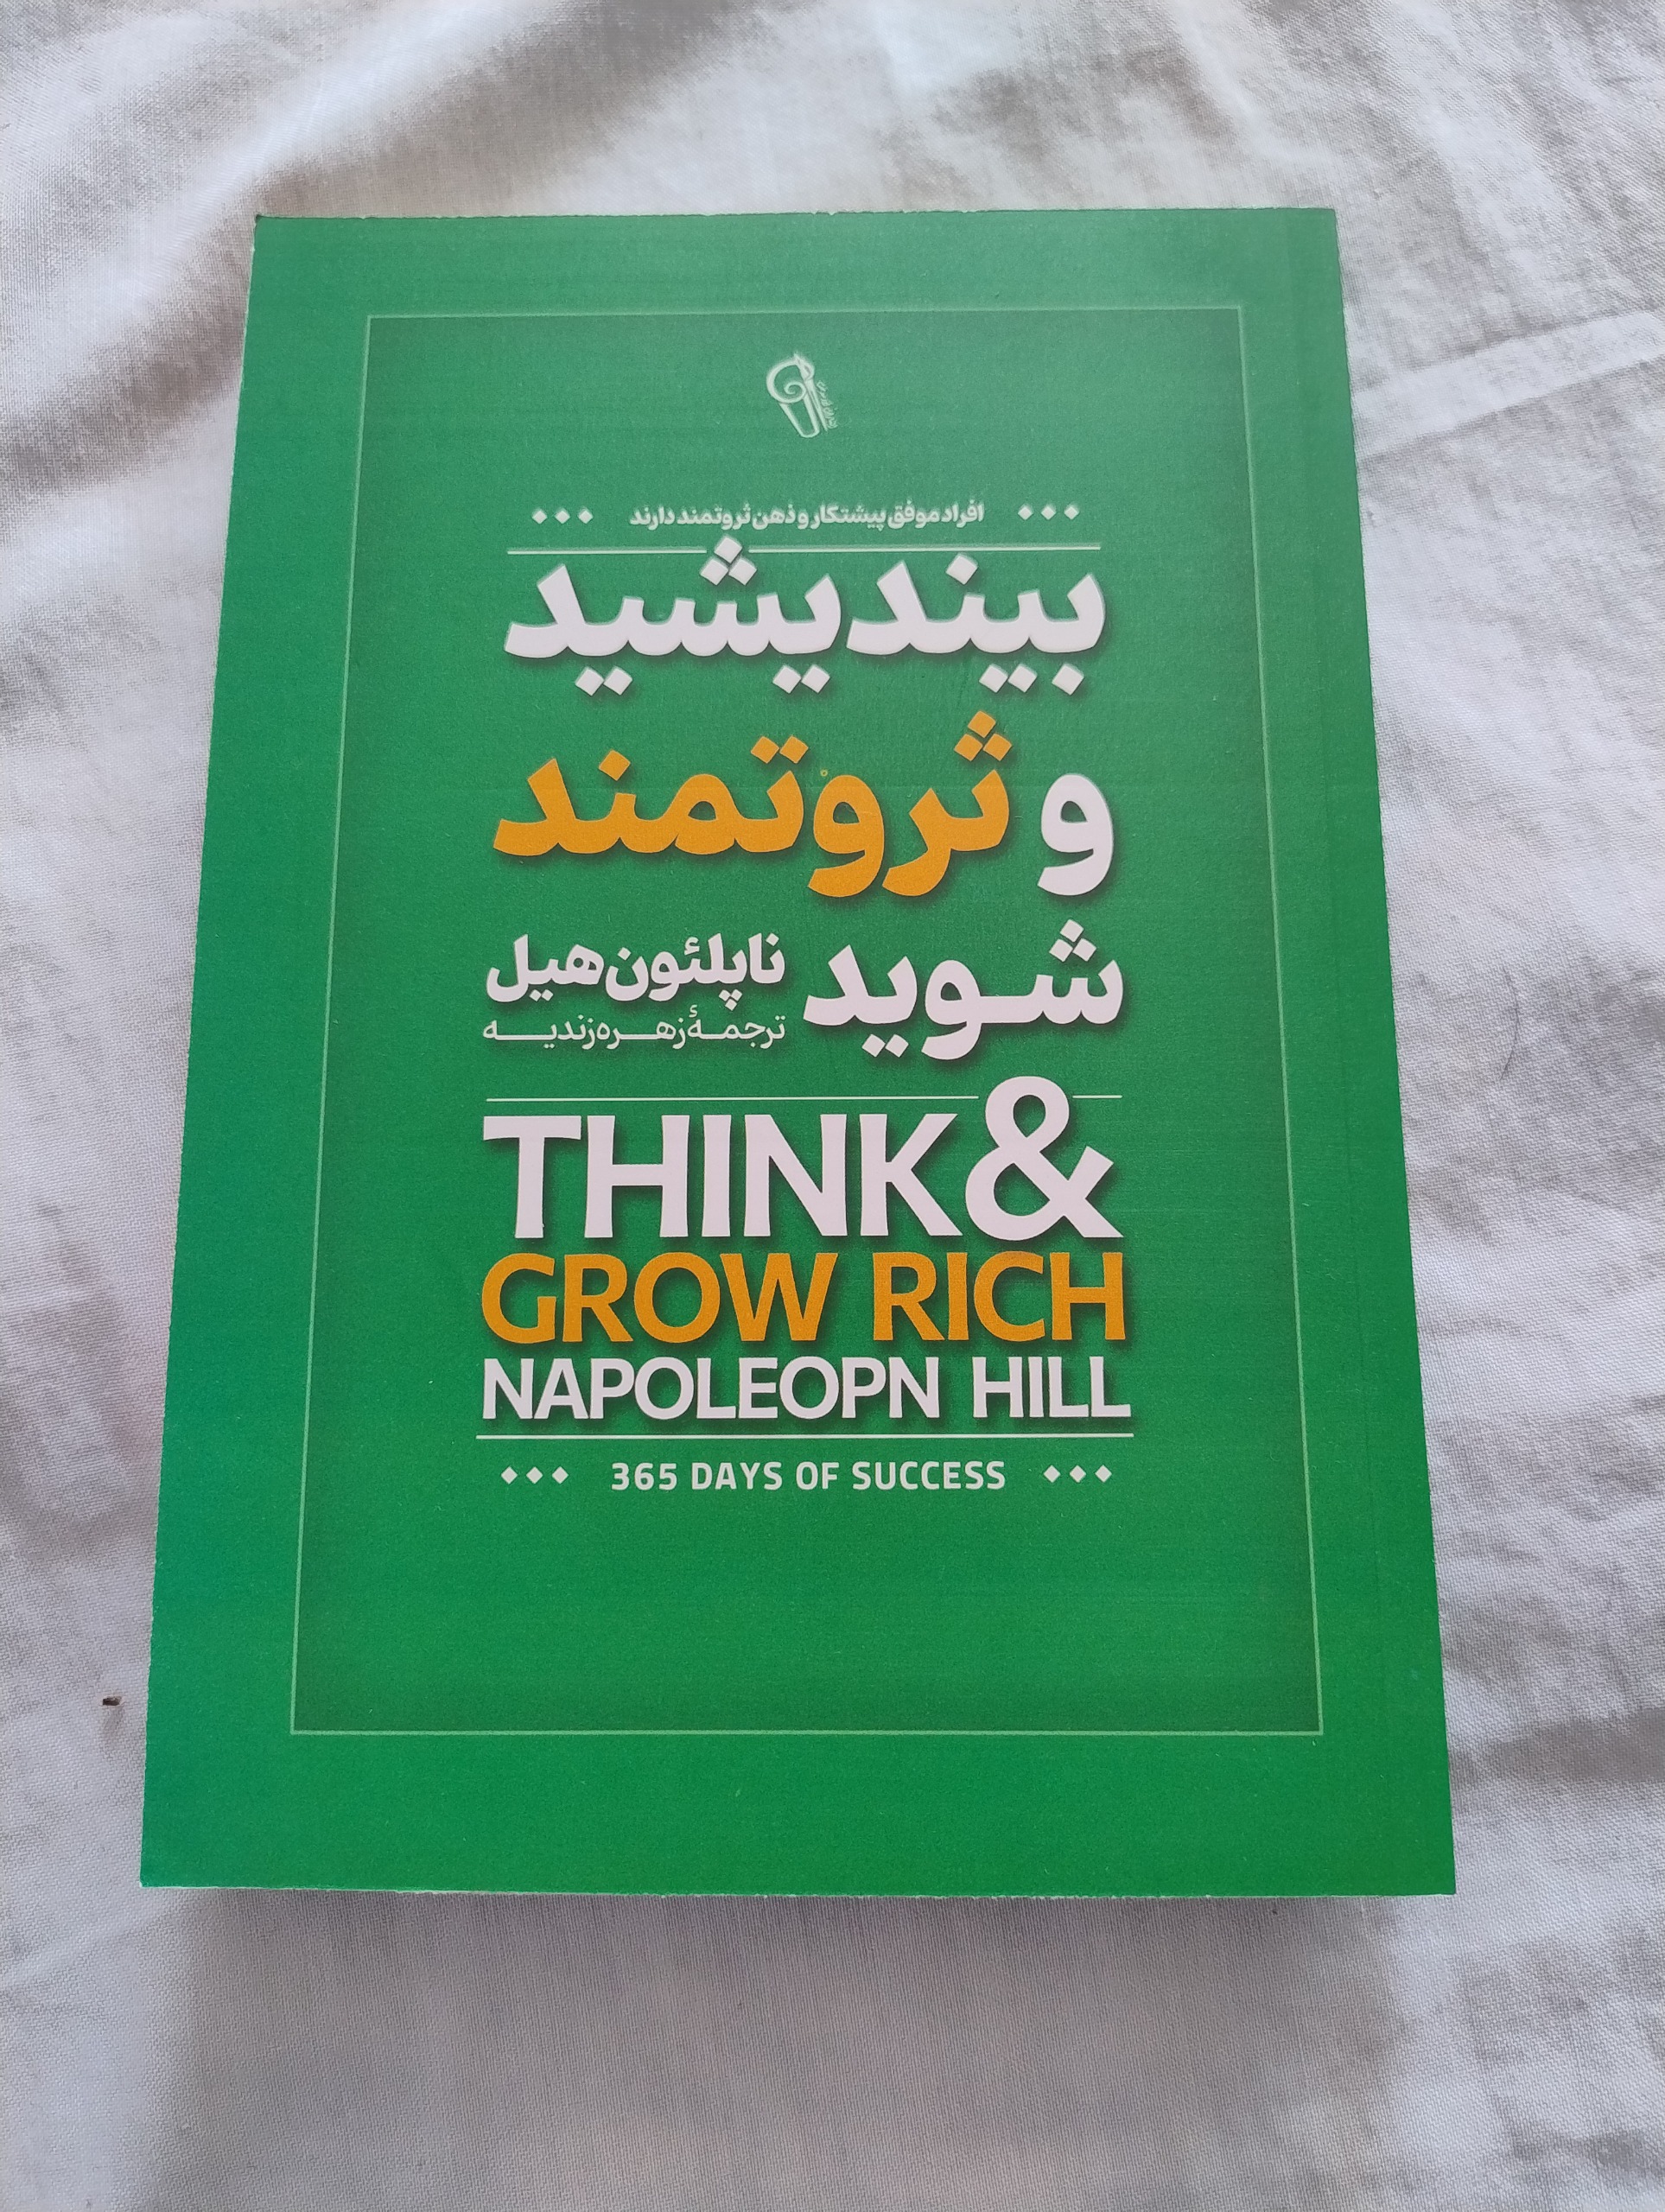 افراد موفق پیشتکار و ذهن ثروتمند دارند
بیندیشید
و ثروتمند
شوید
ناپلئون هیل
ترجمهٔ زهره زندیه
THINK &
GROW RICH
NAPOLEOPN HILL
365 DAYS OF SUCCESS